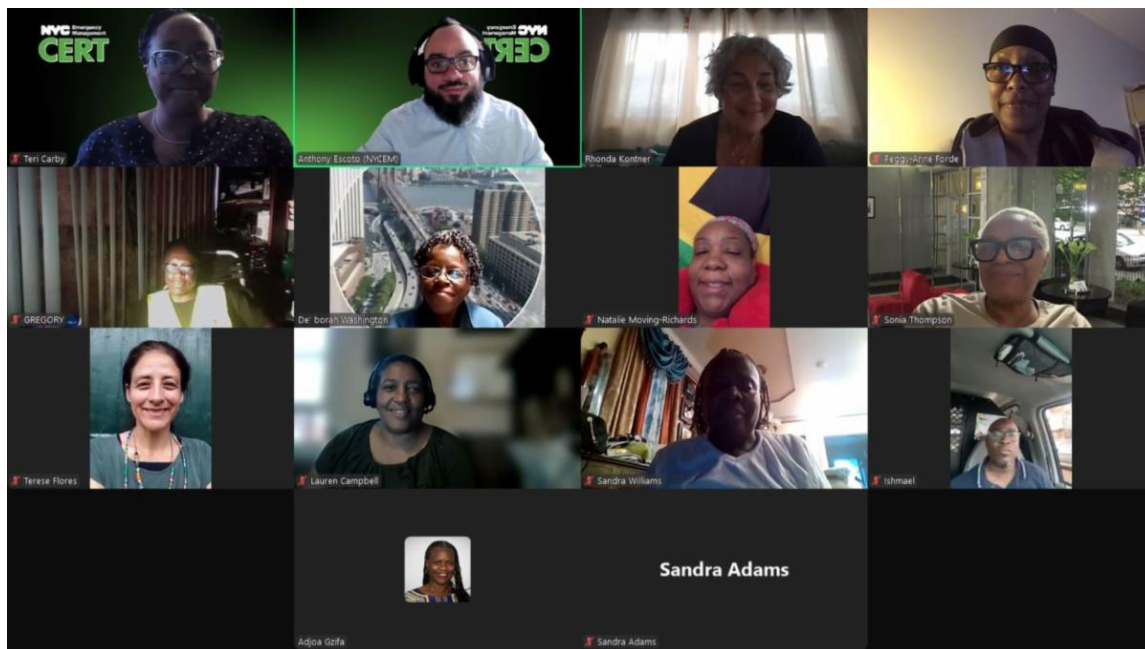 NYC Emergency
Management
CERT
NYC Emergency
Management
CERT
Teri Carby
Anthony Escoto (NYCEM)
Rhonda Kontner
Peggy-Anne Forde
GREGORY
De' borah Washington
Natalie Moving-Richards
Sonia Thompson
Terese Flores
Lauren Campbell
Sandra Williams
Ishmael
Sandra Adams
Adjoa Gzifa
Sandra Adams